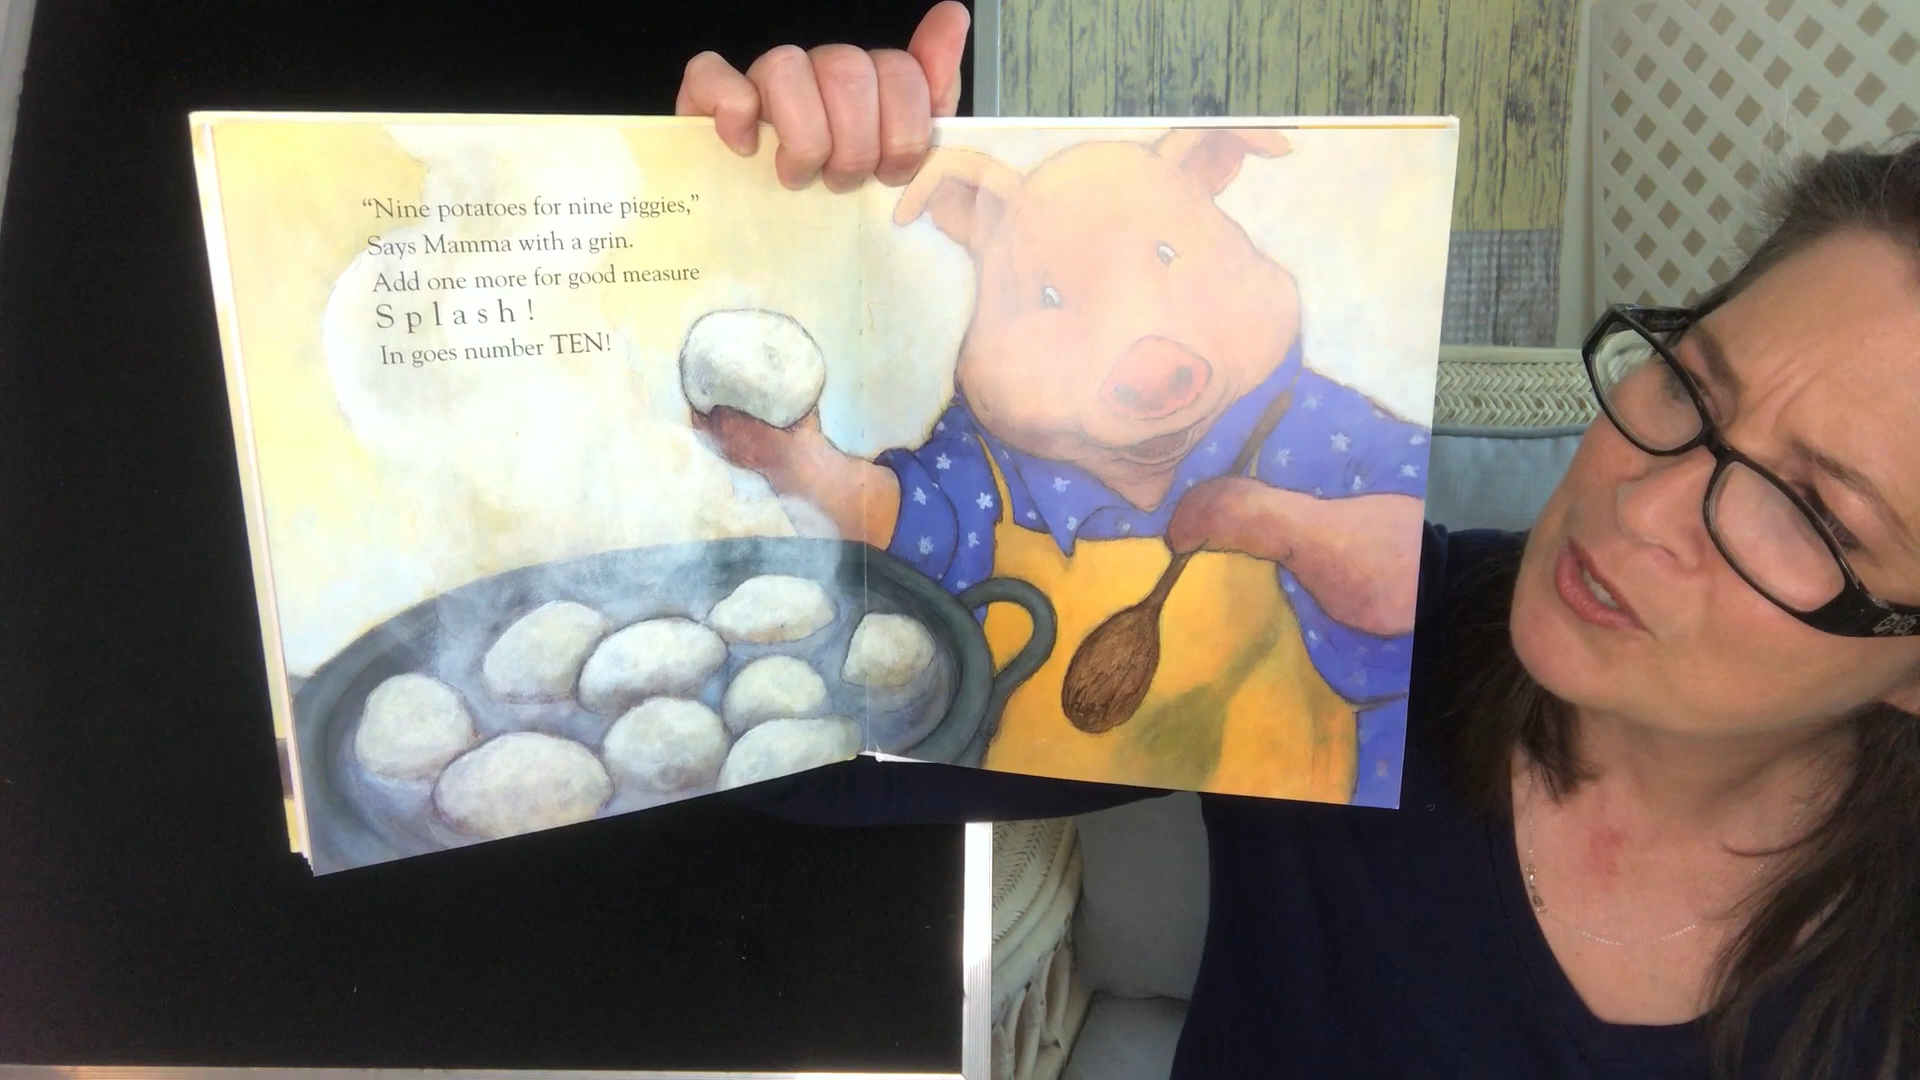 “Nine potatoes for nine piggies,”
Says Mamma with a grin.
Add one more for good measure
Splash!
In goes number TEN!